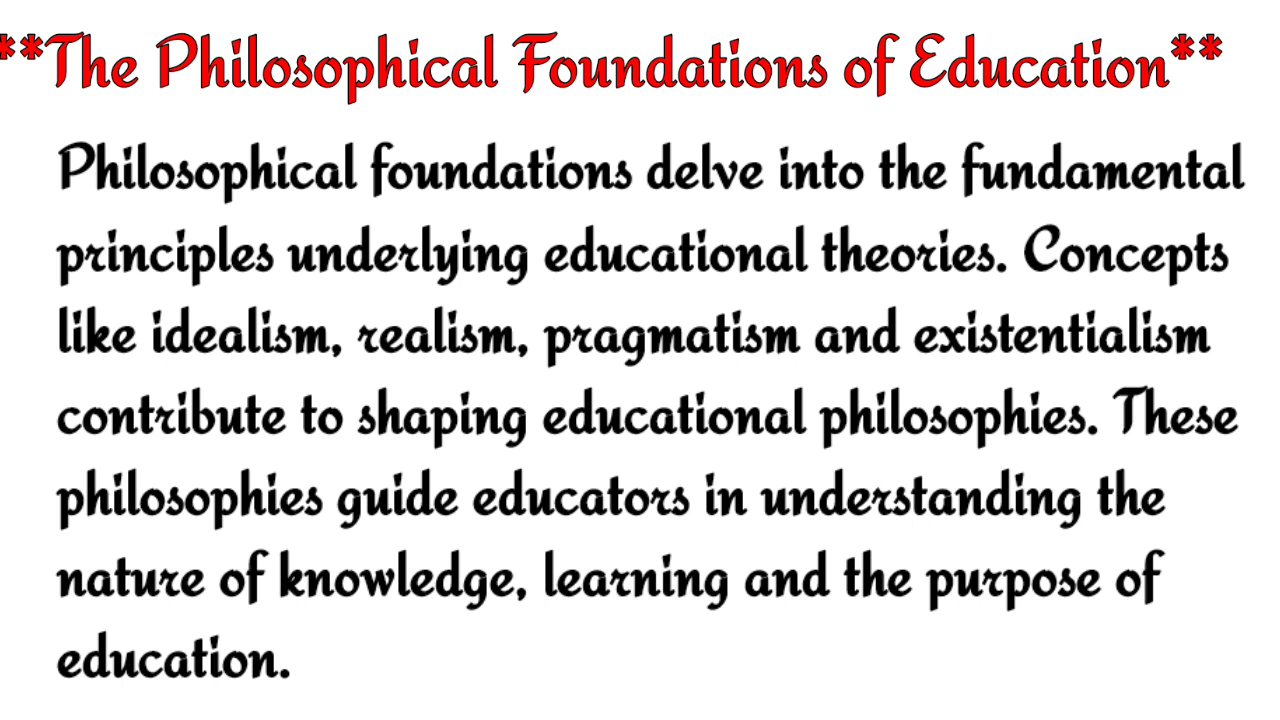 **The Philosophical Foundations of Education**
Philosophical foundations delve into the fundamental
principles underlying educational theories. Concepts
like idealism, realism, pragmatism and existentialism
contribute to shaping educational philosophies. These
philosophies guide educators in understanding the
nature of knowledge, learning and the purpose of
education.